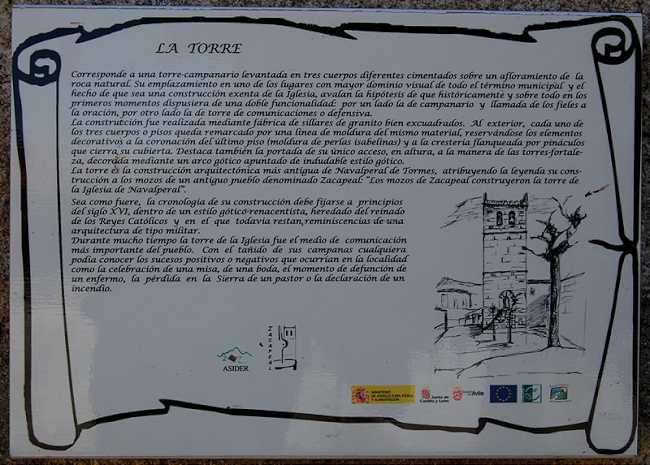 LA TORRE
Corresponde a una torre-campanario levantada en tres cuerpos diferentes cimentados sobre un afloramiento de la
roca natural. Su emplazamiento en uno de los lugares con mayor dominio visual de todo el término municipal y el
hecho de que sea una construcción exenta de la Iglesia, avalan la hipótesis de que históricamente y sobre todo en los
primeros momentos dispusiera de una doble funcionalidad: por un lado la de campanario y llamada de los fieles a
la oración, por otro lado la de torre de comunicaciones o defensiva.
La construtción fue realizada mediante fábrica de sillares de granito bien excuadrados. Al exterior, cada uno de
los tres cuerpos o pisos queda remarcado por una línea de moldura del mismo material, reservándose los elementos
decorativos a la coronación del último piso (moldura de perlas isabelinas) y a la crestería flanqueada por pináculos
que cierra su cubierta. Destaca también la portada de su único acceso, en altura, a la manera de las torres-fortale-
za, decorada mediante un arco gótico apuntado de indudable estilo gótico.
La torre es la construcción arquitectónica más antigua de Navalperal de Tormes, atribuyendo la leyenda su cons-
trucción a los mozos de un antiguo pueblo denominado Zacapeal: "Los mozos de Zacapeal construyeron la torre de
la Iglesia de Navalperal".
Sea como fuere, la cronología de su construcción debe fijarse a principios
del siglo XVI, dentro de un estilo gótico-renacentista, heredado del reinado
de los Reyes Católicos y en el que todavía restan reminiscencias de una
arquitectura de tipo militar.
Durante mucho tiempo la torre de la Iglesia fue el medio de comunicación
más importante del pueblo. Con el tañido de sus campanas cualquiera
podía conocer los sucesos positivos o negativos que ocurrían en la localidad
como la celebración de una misa, de una boda, el momento de defunción de
un enfermo, la pérdida en la Sierra de un pastor o la declaración de un
incendio.
ASIDER
ZACAPEAL
MINISTERIO
DE AGRICULTURA, PESCA
Y ALIMENTACIÓN
Junta de
Castilla y León
Ávila